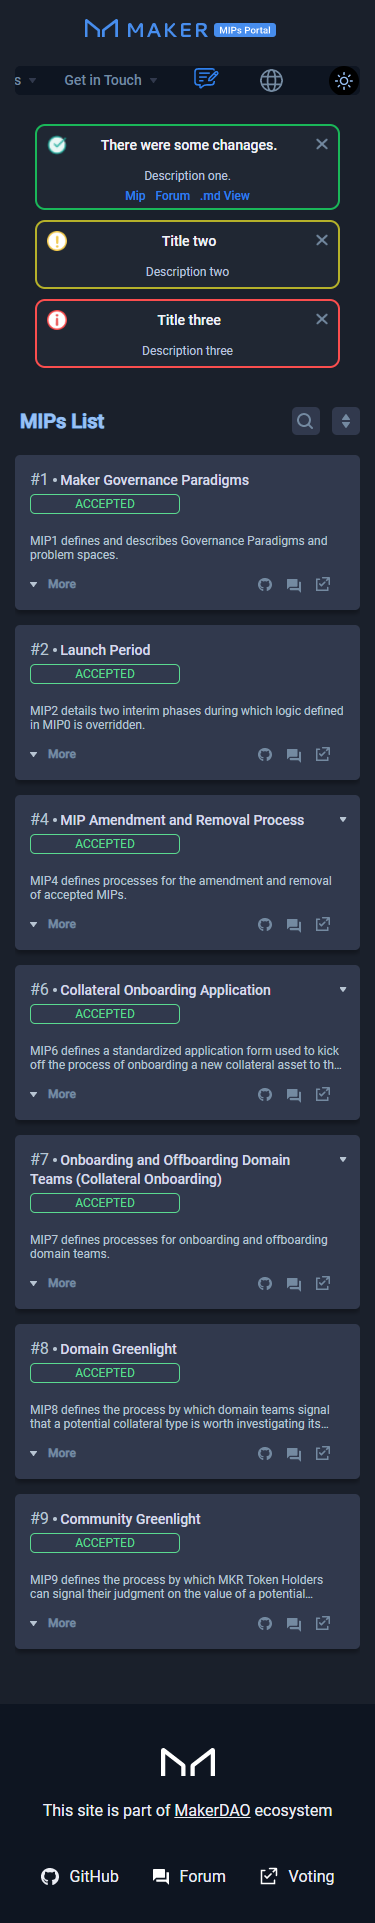 MAKER MIPs Portal
s Get in Touch
There were some chanages.
Description one.
Mip Forum .md View
Title two
Description two
Title three
Description three
MIPs List
#1 • Maker Governance Paradigms
ACCEPTED
MIP1 defines and describes Governance Paradigms and
problem spaces.
More
#2 • Launch Period
ACCEPTED
MIP2 details two interim phases during which logic defined
in MIP0 is overridden.
More
#4 • MIP Amendment and Removal Process
ACCEPTED
MIP4 defines processes for the amendment and removal
of accepted MIPs.
More
#6 • Collateral Onboarding Application
ACCEPTED
MIP6 defines a standardized application form used to kick
off the process of onboarding a new collateral asset to th...
More
#7 • Onboarding and Offboarding Domain
Teams (Collateral Onboarding)
ACCEPTED
MIP7 defines processes for onboarding and offboarding
domain teams.
More
#8 • Domain Greenlight
ACCEPTED
MIP8 defines the process by which domain teams signal
that a potential collateral type is worth investigating its...
More
#9 • Community Greenlight
ACCEPTED
MIP9 defines the process by which MKR Token Holders
can signal their judgment on the value of a potential...
More
This site is part of MakerDAO ecosystem
GitHub Forum Voting